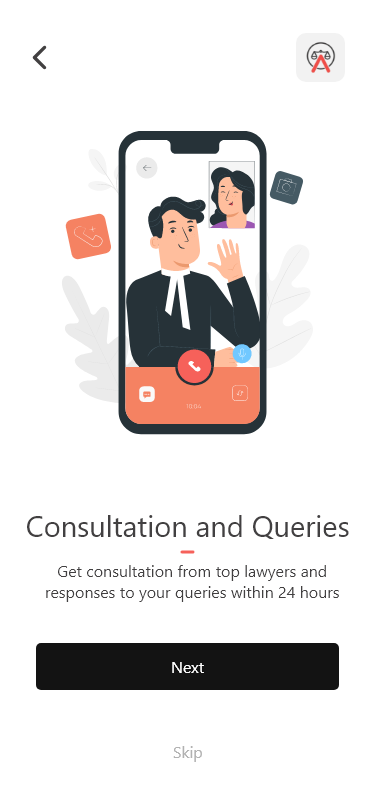 Consultation and Queries
Get consultation from top lawyers and
responses to your queries within 24 hours
Next
Skip